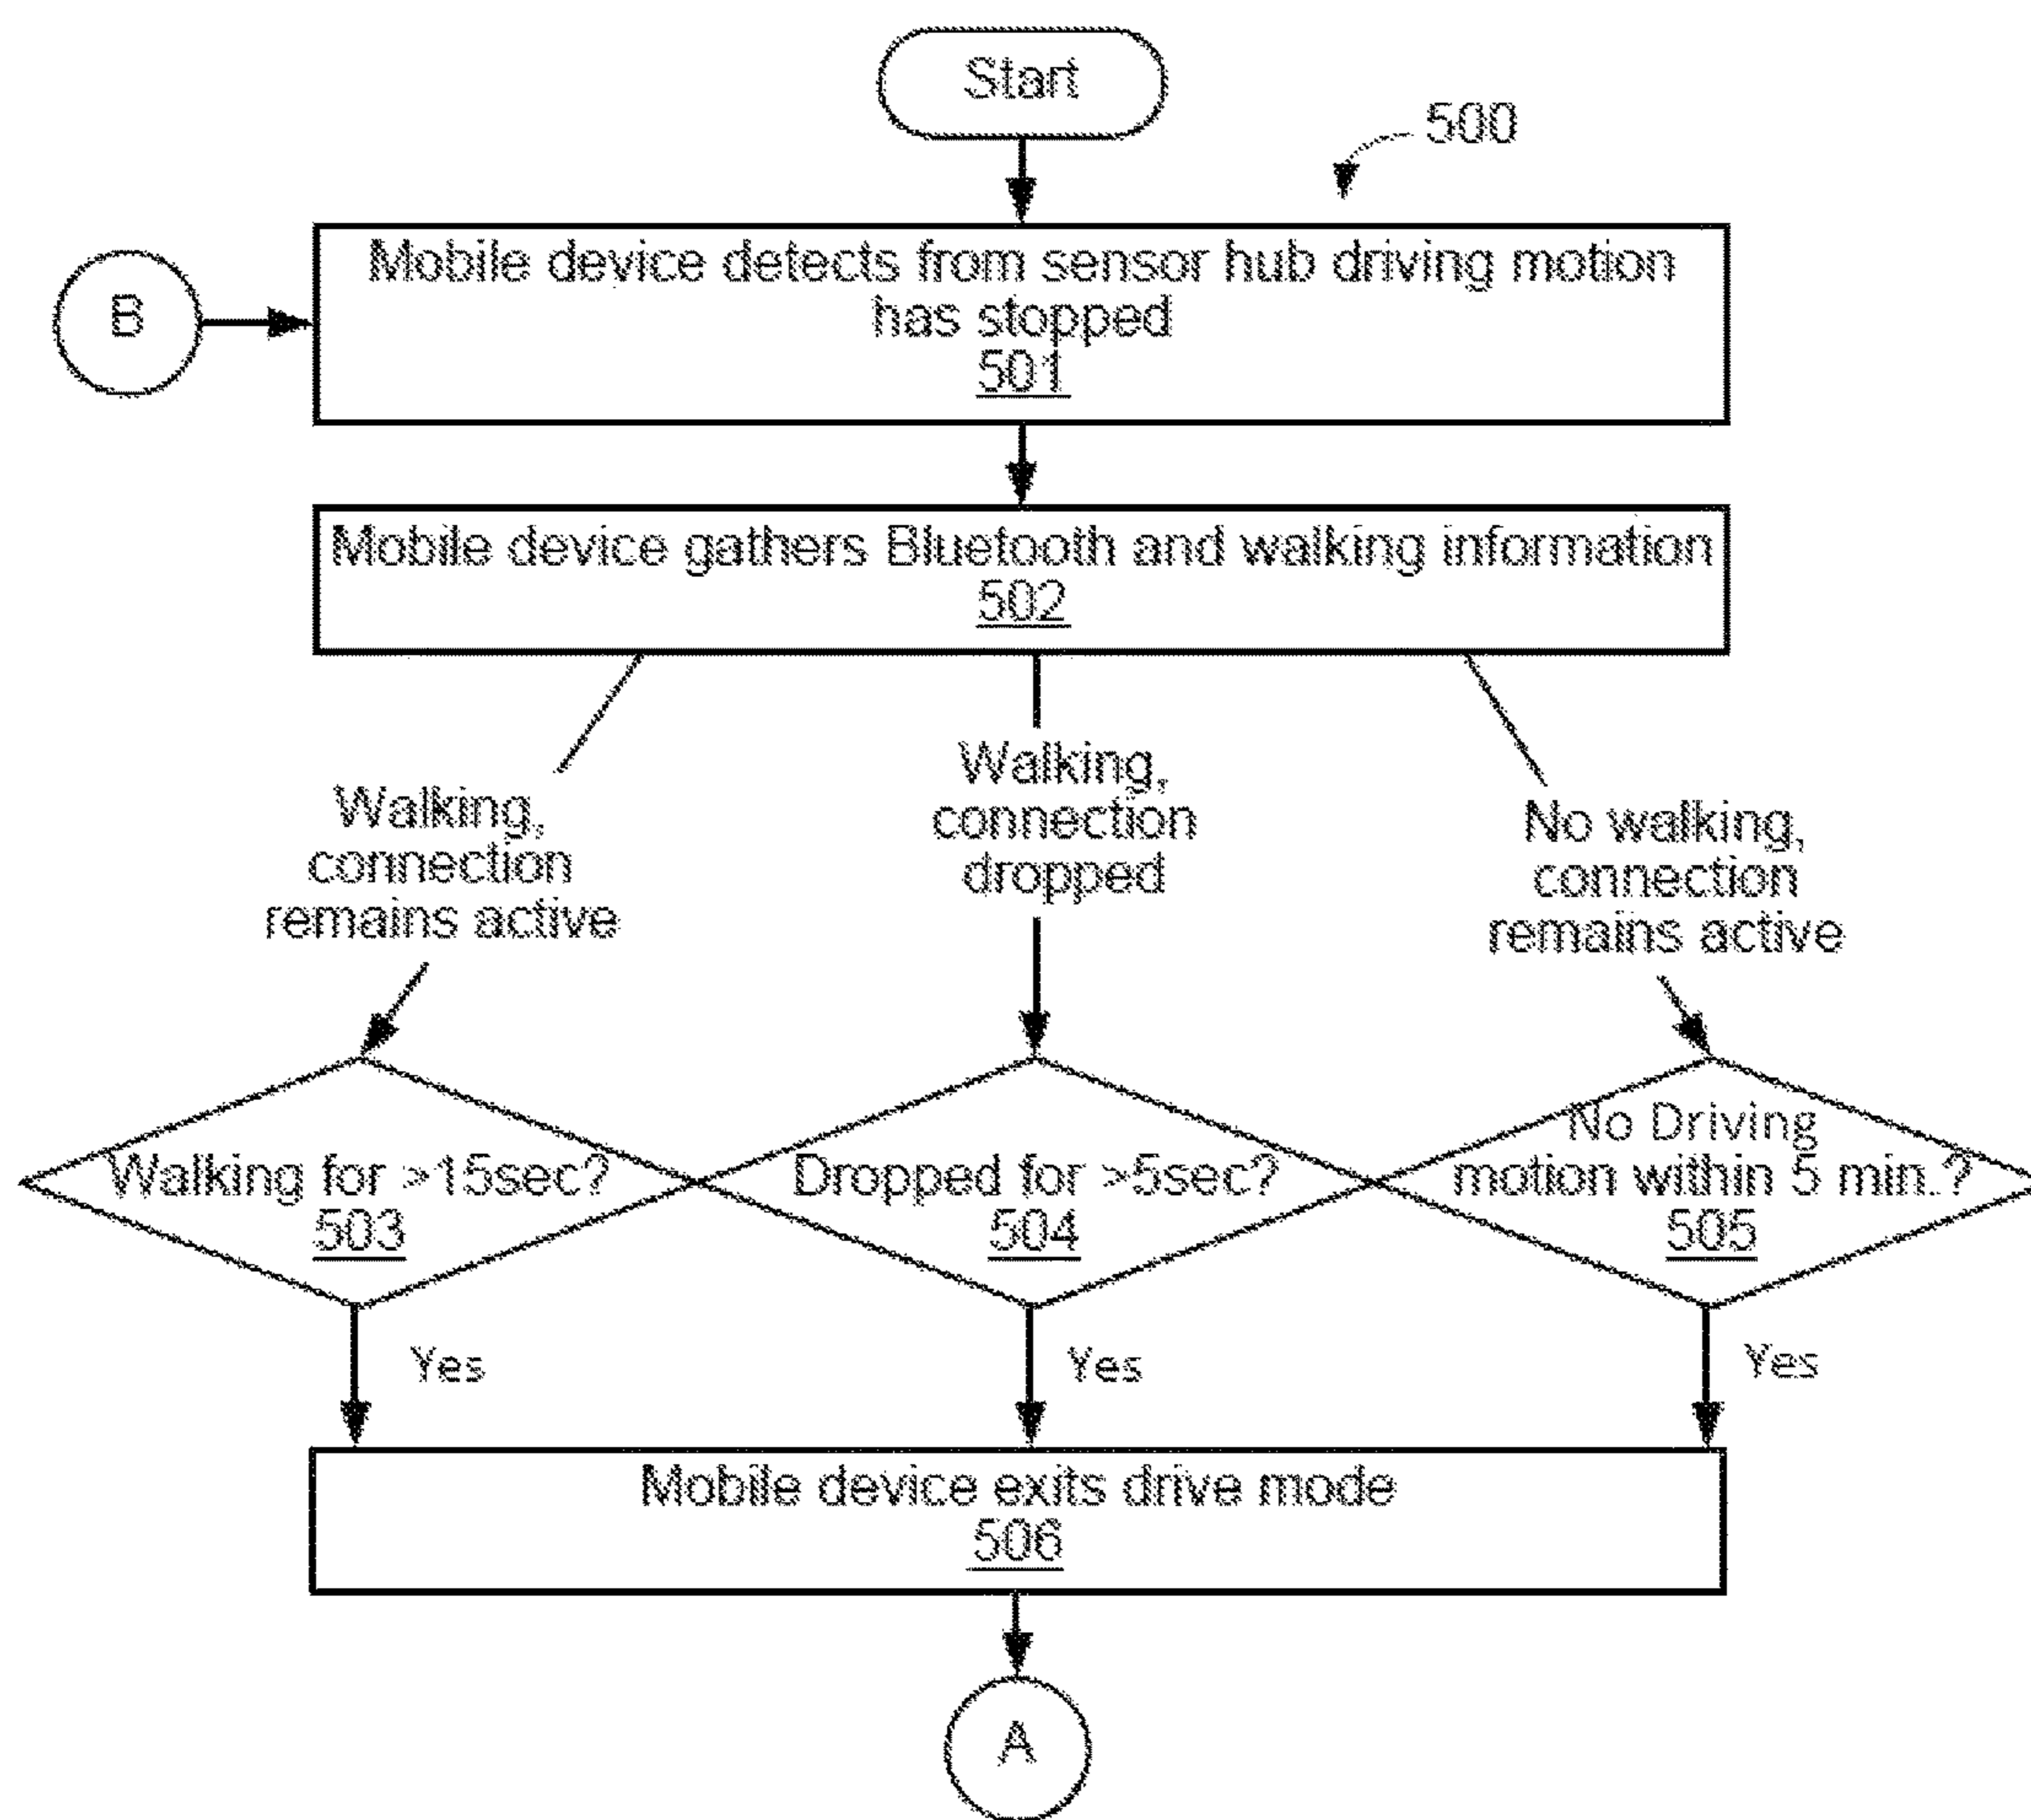 Start
500
B
Mobile device detects from sensor hub driving motion
has stopped
501
Mobile device gathers Bluetooth and walking information
502
Walking,
connection
remains active
Walking,
connection
dropped
No walking,
connection
remains active
Walking for >15sec?
503
Dropped for >5sec?
504
No Driving
motion within 5 min.?
505
Yes
Yes
Yes
Mobile device exits drive mode
506
A